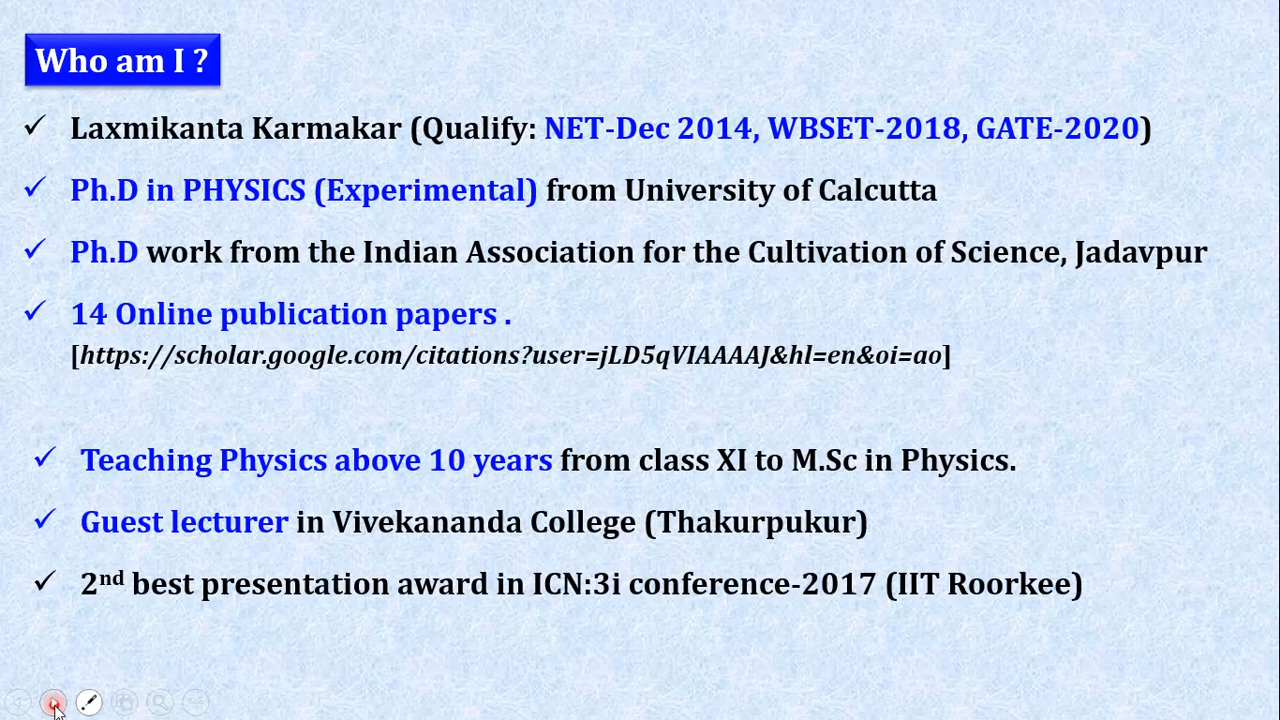 Who am I ?
✓ Laxmikanta Karmakar (Qualify: NET-Dec 2014, WBSET-2018, GATE-2020)
✓ Ph.D in PHYSICS (Experimental) from University of Calcutta
✓ Ph.D work from the Indian Association for the Cultivation of Science, Jadavpur
✓ 14 Online publication papers .
[https://scholar.google.com/citations?user=jLD5qVIAAAAJ&hl=en&oi=ao]
✓ Teaching Physics above 10 years from class XI to M.Sc in Physics.
✓ Guest lecturer in Vivekananda College (Thakurpukur)
✓ 2nd best presentation award in ICN:3i conference-2017 (IIT Roorkee)